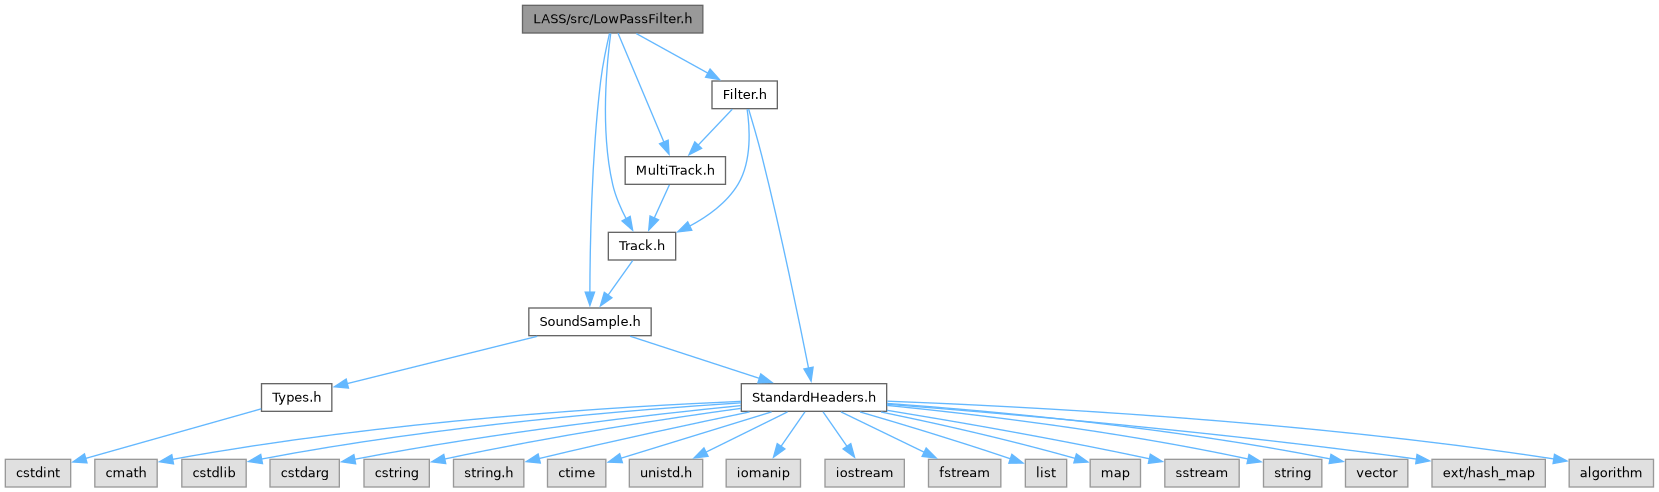 LASS/src/LowPassFilter.h
Filter.h
MultiTrack.h
Track.h
SoundSample.h
Types.h
StandardHeaders.h
cstdint
cmath
cstdlib
cstdarg
cstring
string.h
ctime
unistd.h
iomanip
iostream
fstream
list
map
sstream
string
vector
ext/hash_map
algorithm